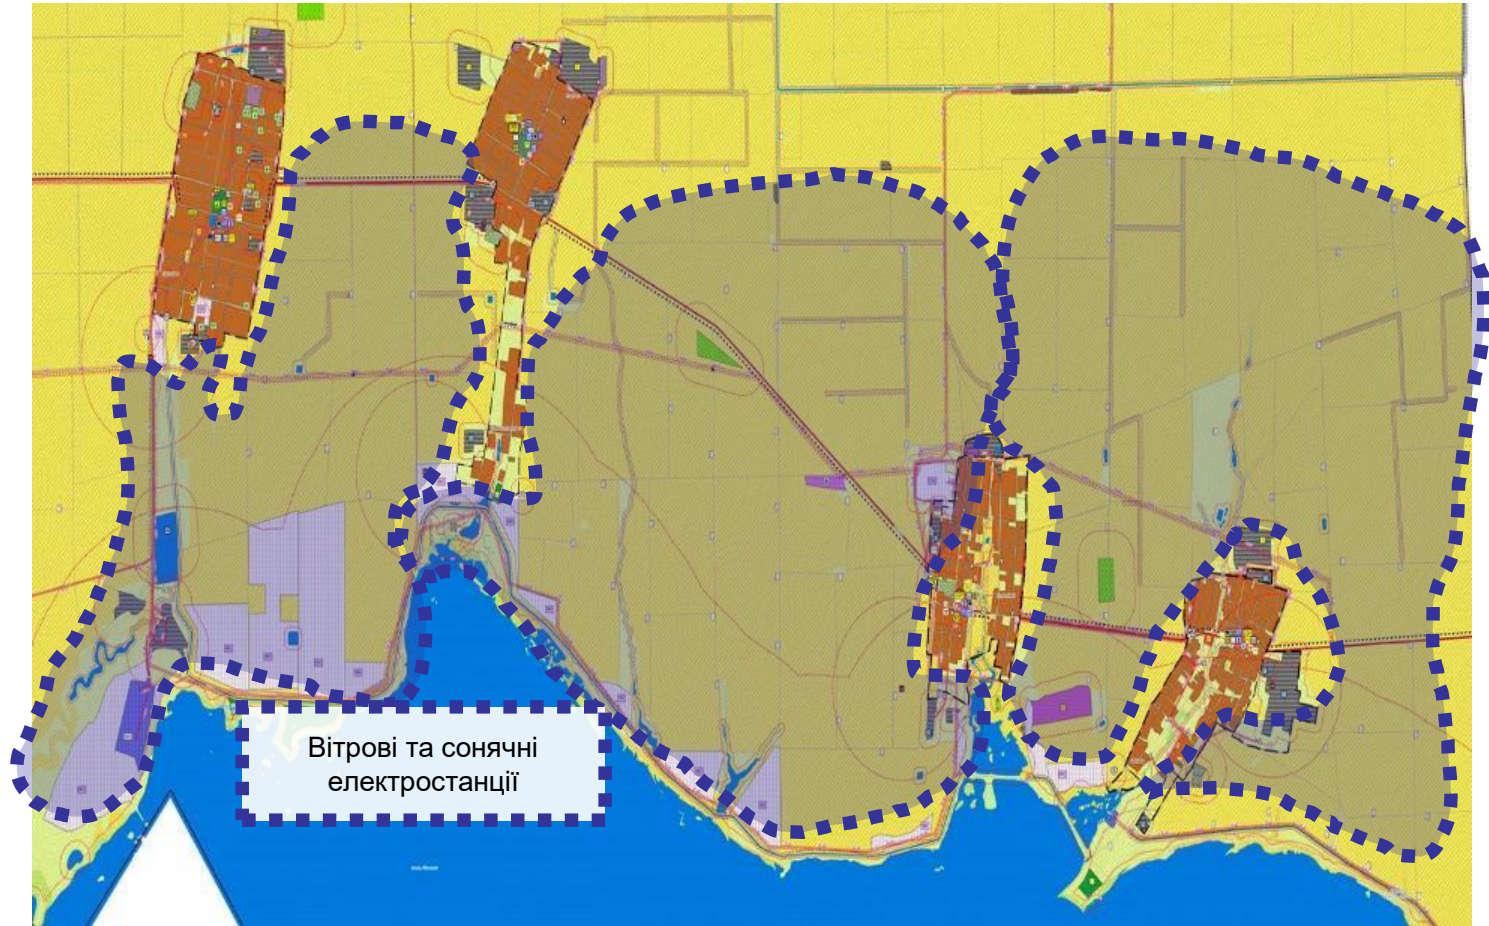 Вітрові та сонячні
електростанції